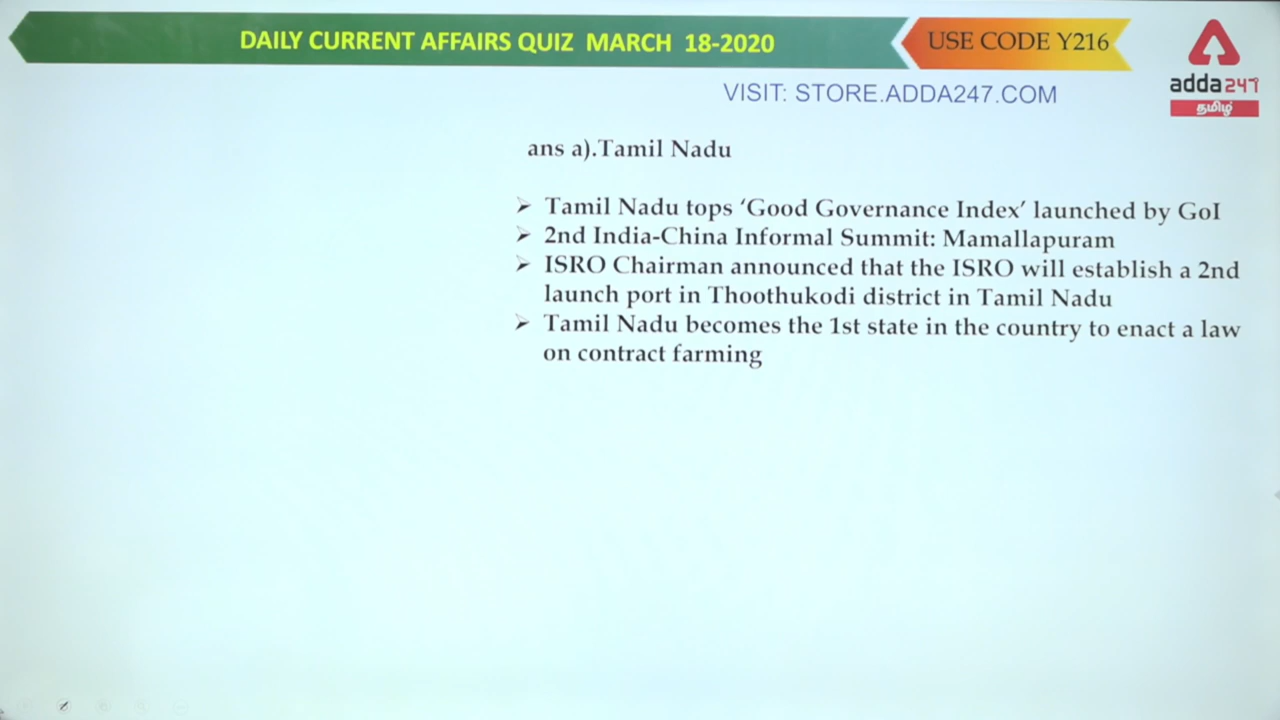 DAILY CURRENT AFFAIRS QUIZ MARCH 18-2020
USE CODE Y216
adda247
தமிழ்
VISIT: STORE.ADDA247.COM
ans a).Tamil Nadu
➢ Tamil Nadu tops ‘Good Governance Index’ launched by GoI
➢ 2nd India-China Informal Summit: Mamallapuram
➢ ISRO Chairman announced that the ISRO will establish a 2nd
launch port in Thoothukodi district in Tamil Nadu
➢ Tamil Nadu becomes the 1st state in the country to enact a law
on contract farming